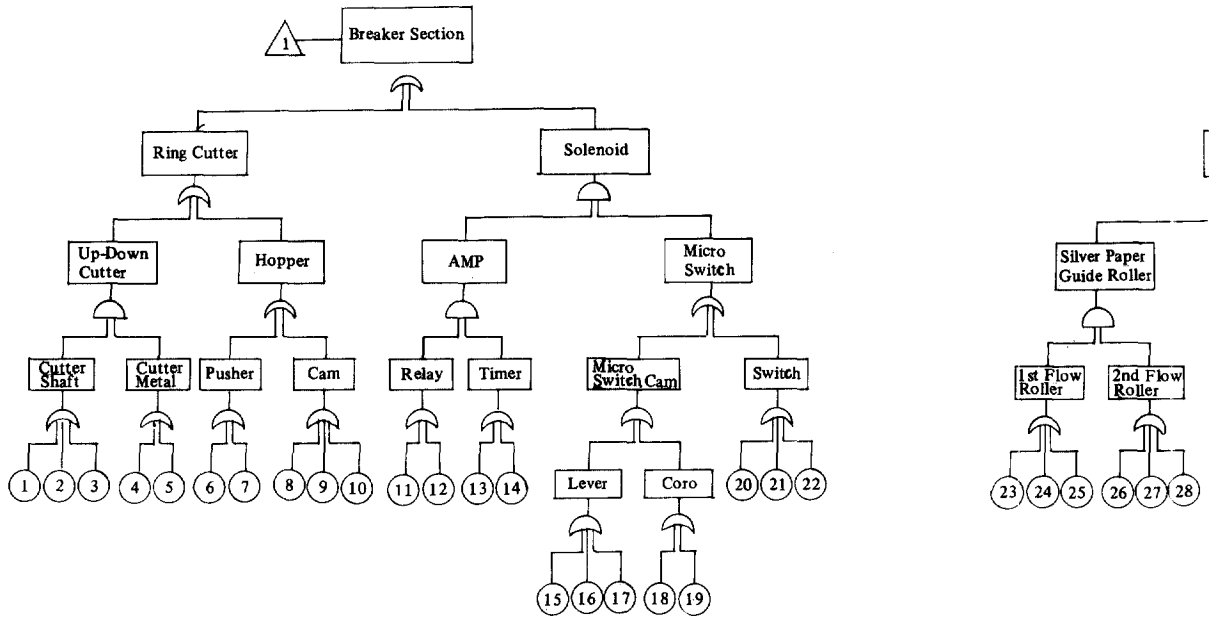 1
Breaker Section
Ring Cutter
Solenoid
Up-Down
Cutter
Hopper
AMP
Micro
Switch
Silver Paper
Guide Roller
Cutter
Shaft
Cutter
Metal
Pusher
Cam
Relay
Timer
Micro
Switch Cam
Switch
1st Flow
Roller
2nd Flow
Roller
1 2 3 4 5 6 7 8 9 10 11 12 13 14
Lever
Coro
20 21 22
23 24 25 26 27 28
15 16 17 18 19